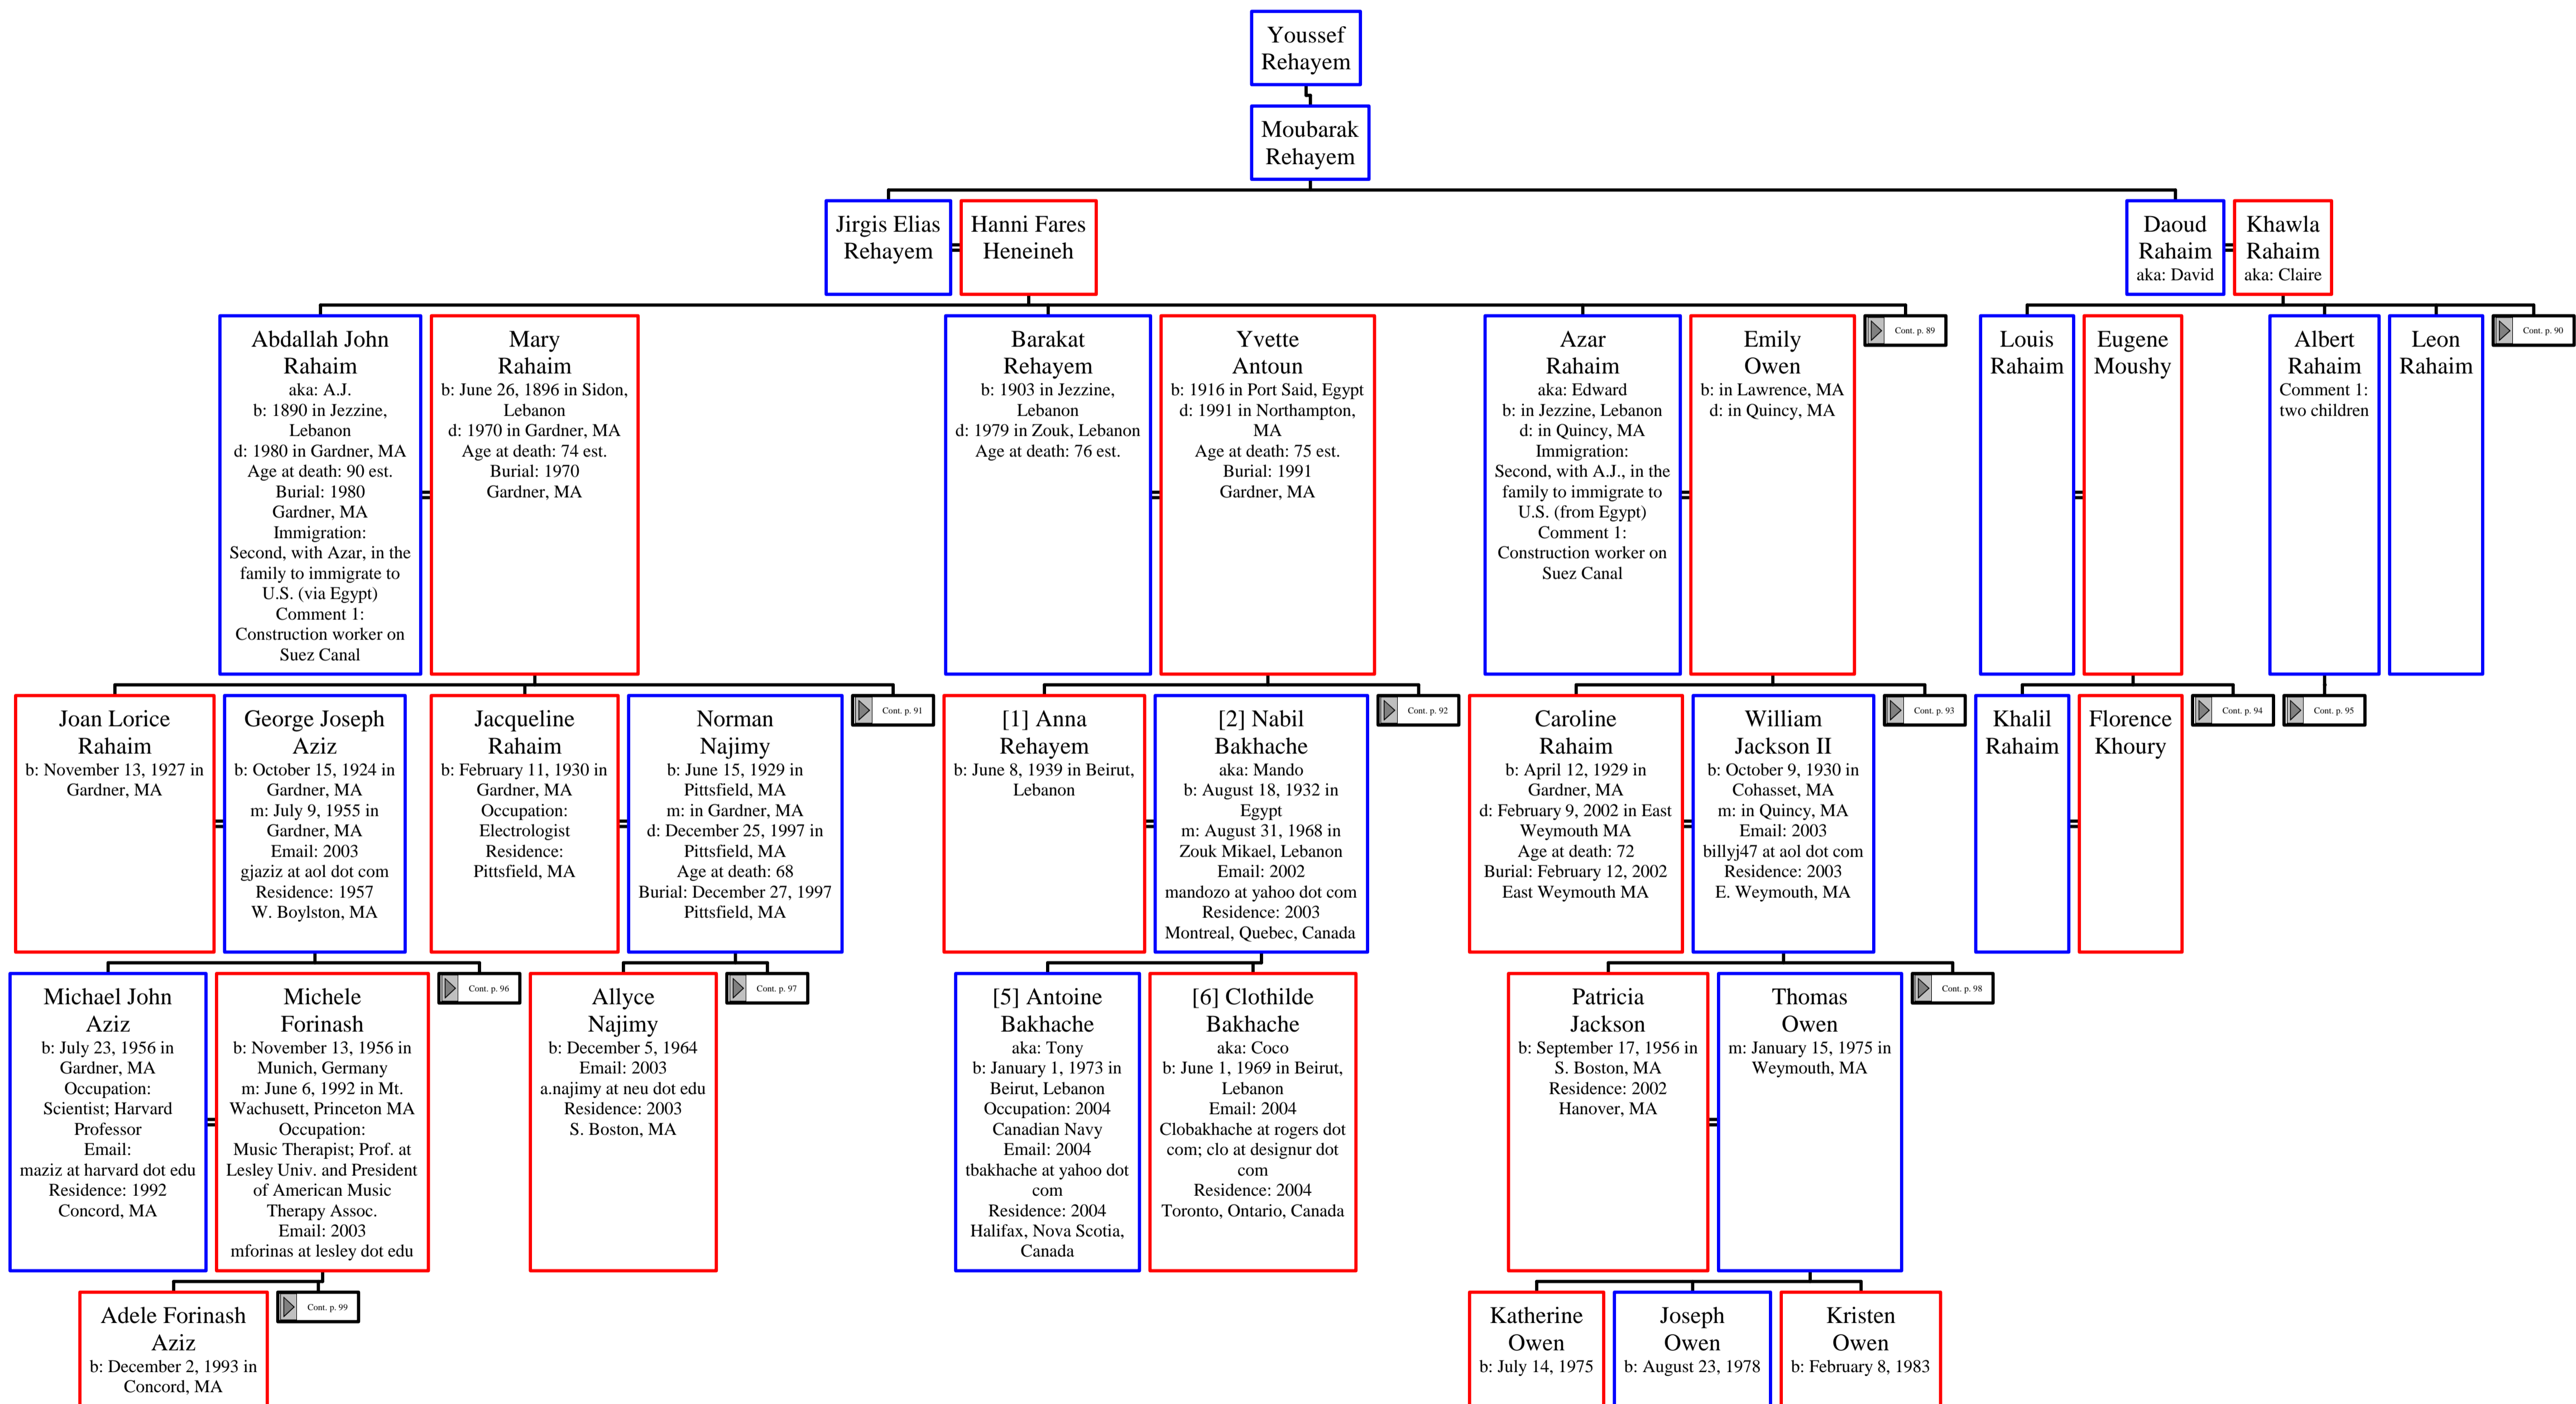 Youssef
Rehayem
Moubarak
Rehayem
Jirgis Elias
Rehayem
Hanni Fares
Heneineh
Daoud
Rahaim
aka: David
Khawla
Rahaim
aka: Claire
Abdallah John
Rahaim
aka: A.J.
b: 1890 in Jezzine,
Lebanon
d: 1980 in Gardner, MA
Age at death: 90 est.
Burial: 1980
Gardner, MA
Immigration:
Second, with Azar, in the
family to immigrate to
U.S. (via Egypt)
Comment 1:
Construction worker on
Suez Canal
Mary
Rahaim
b: June 26, 1896 in Sidon,
Lebanon
d: 1970 in Gardner, MA
Age at death: 74 est.
Burial: 1970
Gardner, MA
Barakat
Rehayem
b: 1903 in Jezzine,
Lebanon
d: 1979 in Zouk, Lebanon
Age at death: 76 est.
Yvette
Antoun
b: 1916 in Port Said, Egypt
d: 1991 in Northampton,
MA
Age at death: 75 est.
Burial: 1991
Gardner, MA
Azar
Rahaim
aka: Edward
b: in Jezzine, Lebanon
d: in Quincy, MA
Immigration:
Second, with A.J., in the
family to immigrate to
U.S. (from Egypt)
Comment 1:
Construction worker on
Suez Canal
Emily
Owen
b: in Lawrence, MA
d: in Quincy, MA
Cont. p. 89
Louis
Rahaim
Eugene
Moushy
Albert
Rahaim
Comment 1:
two children
Leon
Rahaim
Cont. p. 90
Joan Lorice
Rahaim
b: November 13, 1927 in
Gardner, MA
George Joseph
Aziz
b: October 15, 1924 in
Gardner, MA
m: July 9, 1955 in
Gardner, MA
Email: 2003
gjaziz at aol dot com
Residence: 1957
W. Boylston, MA
Jacqueline
Rahaim
b: February 11, 1930 in
Gardner, MA
Occupation:
Electrologist
Residence:
Pittsfield, MA
Norman
Najimy
b: June 15, 1929 in
Pittsfield, MA
m: in Gardner, MA
d: December 25, 1997 in
Pittsfield, MA
Age at death: 68
Burial: December 27, 1997
Pittsfield, MA
Cont. p. 91
[1] Anna
Rehayem
b: June 8, 1939 in Beirut,
Lebanon
[2] Nabil
Bakhache
aka: Mando
b: August 18, 1932 in
Egypt
m: August 31, 1968 in
Zouk Mikael, Lebanon
Email: 2002
mandozo at yahoo dot com
Residence: 2003
Montreal, Quebec, Canada
Cont. p. 92
Caroline
Rahaim
b: April 12, 1929 in
Gardner, MA
d: February 9, 2002 in East
Weymouth MA
Age at death: 72
Burial: February 12, 2002
East Weymouth MA
William
Jackson II
b: October 9, 1930 in
Cohasset, MA
m: in Quincy, MA
Email: 2003
billyj47 at aol dot com
Residence: 2003
E. Weymouth, MA
Cont. p. 93
Khalil
Rahaim
Florence
Khoury
Cont. p. 94
Cont. p. 95
Michael John
Aziz
b: July 23, 1956 in
Gardner, MA
Occupation:
Scientist; Harvard
Professor
Email:
maziz at harvard dot edu
Residence: 1992
Concord, MA
Michele
Forinash
b: November 13, 1956 in
Munich, Germany
m: June 6, 1992 in Mt.
Wachusett, Princeton MA
Occupation:
Music Therapist; Prof. at
Lesley Univ. and President
of American Music
Therapy Assoc.
Email: 2003
mforinas at lesley dot edu
Cont. p. 96
Allyce
Najimy
b: December 5, 1964
Email: 2003
a.najimy at neu dot edu
Residence: 2003
S. Boston, MA
Cont. p. 97
[5] Antoine
Bakhache
aka: Tony
b: January 1, 1973 in
Beirut, Lebanon
Occupation: 2004
Canadian Navy
Email: 2004
tbakhache at yahoo dot
com
Residence: 2004
Halifax, Nova Scotia,
Canada
[6] Clothilde
Bakhache
aka: Coco
b: June 1, 1969 in Beirut,
Lebanon
Email: 2004
Clobakhache at rogers dot
com; clo at designur dot
com
Residence: 2004
Toronto, Ontario, Canada
Patricia
Jackson
b: September 17, 1956 in
S. Boston, MA
Residence: 2002
Hanover, MA
Thomas
Owen
m: January 15, 1975 in
Weymouth, MA
Cont. p. 98
Adele Forinash
Aziz
b: December 2, 1993 in
Concord, MA
Cont. p. 99
Katherine
Owen
b: July 14, 1975
Joseph
Owen
b: August 23, 1978
Kristen
Owen
b: February 8, 1983